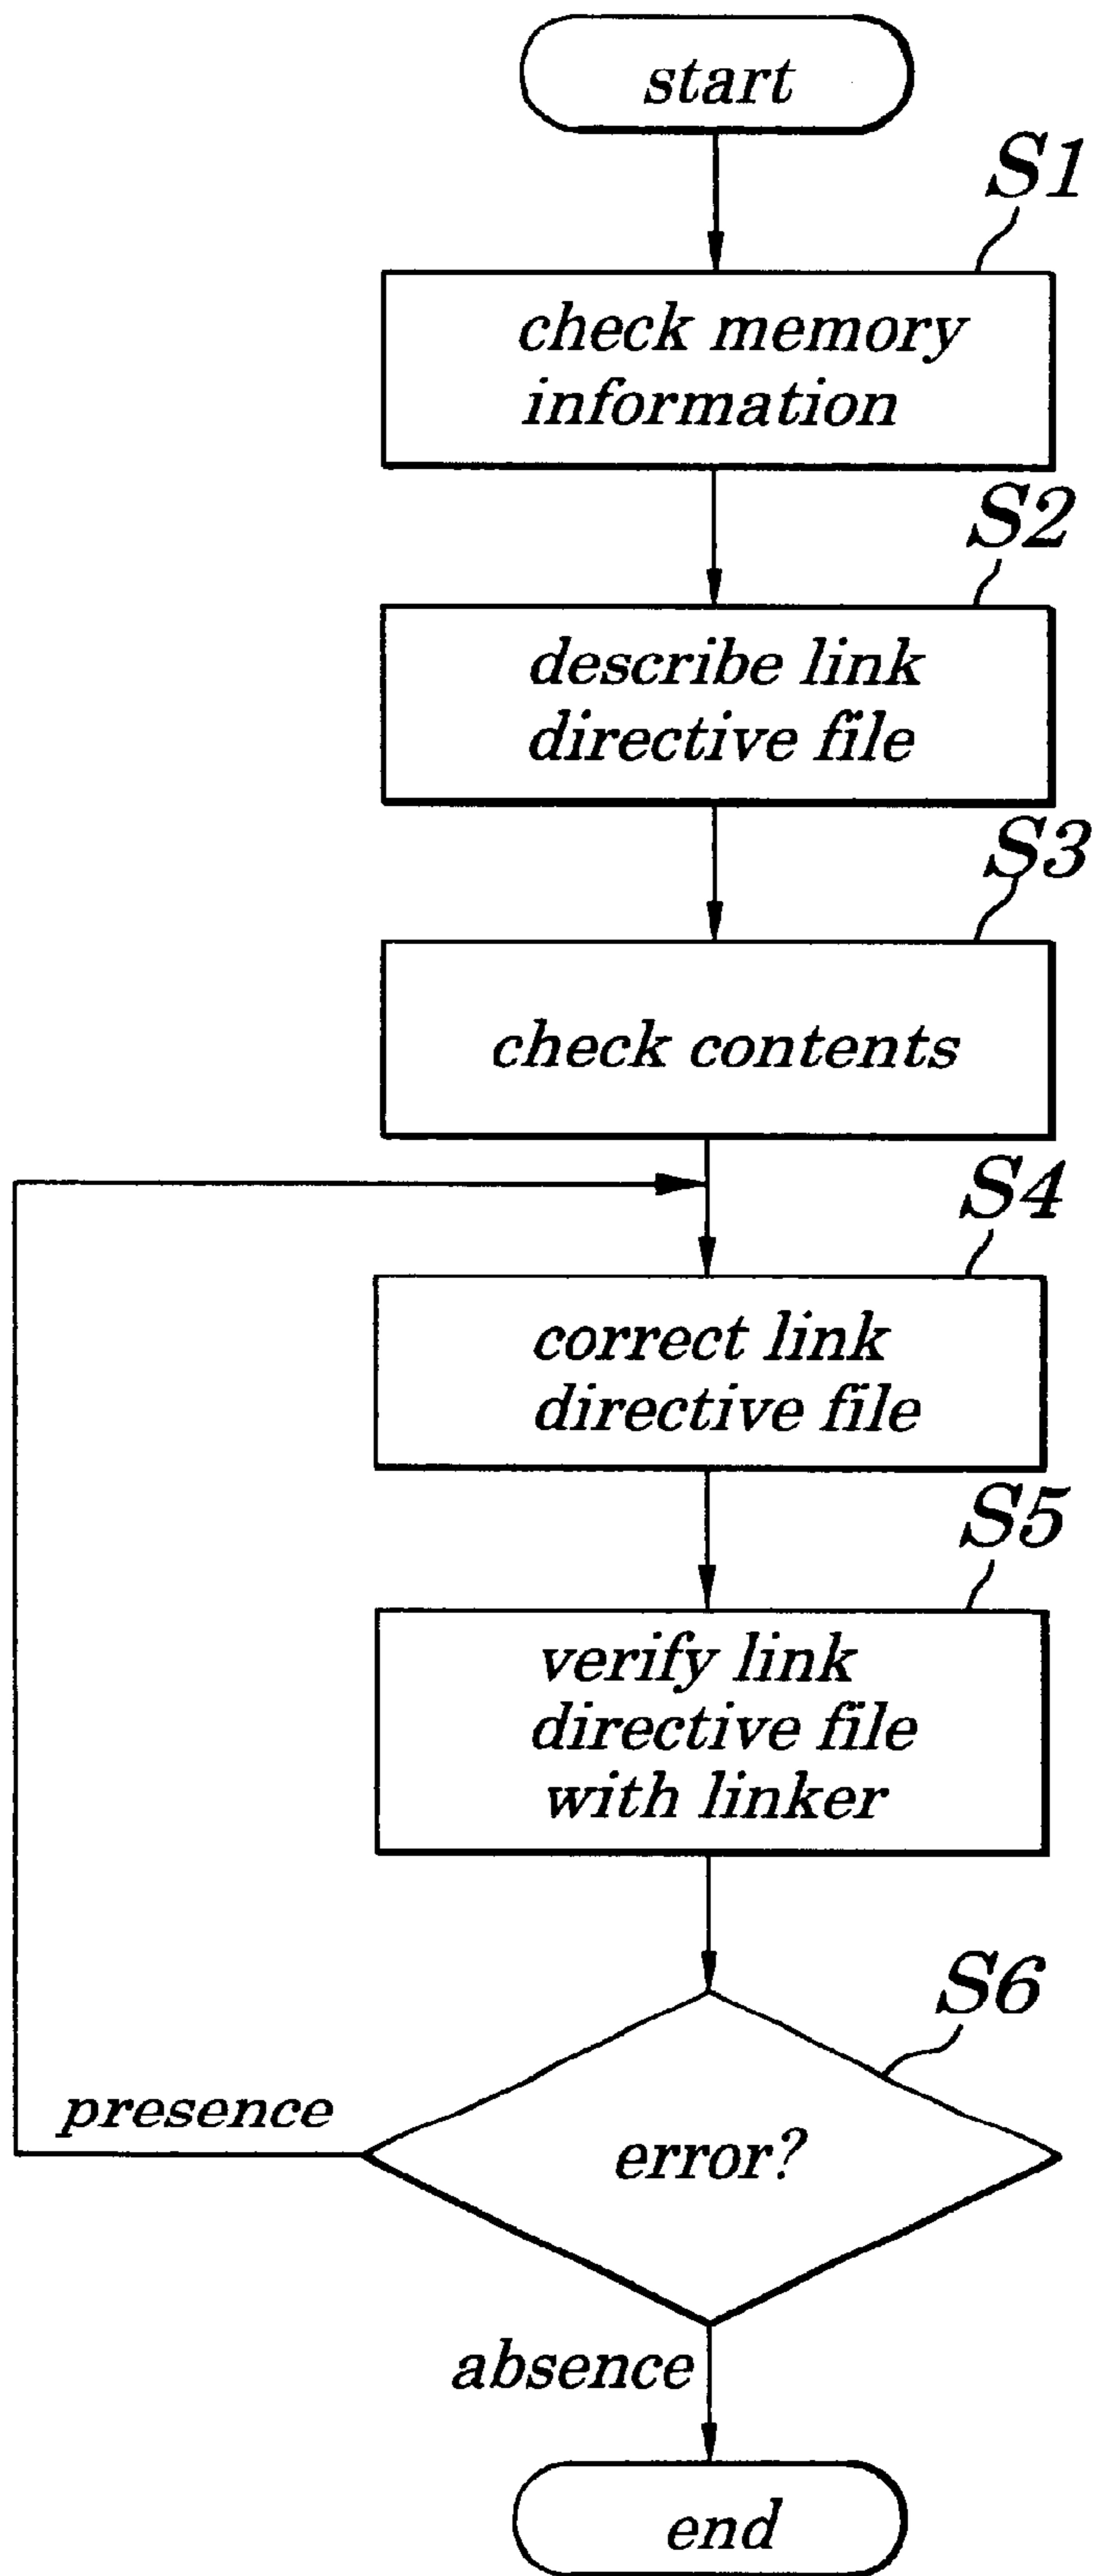 start
S1
check memory
information
S2
describe link
directive file
S3
check contents
S4
correct link
directive file
S5
verify link
directive file
with linker
S6
presence
error?
absence
end